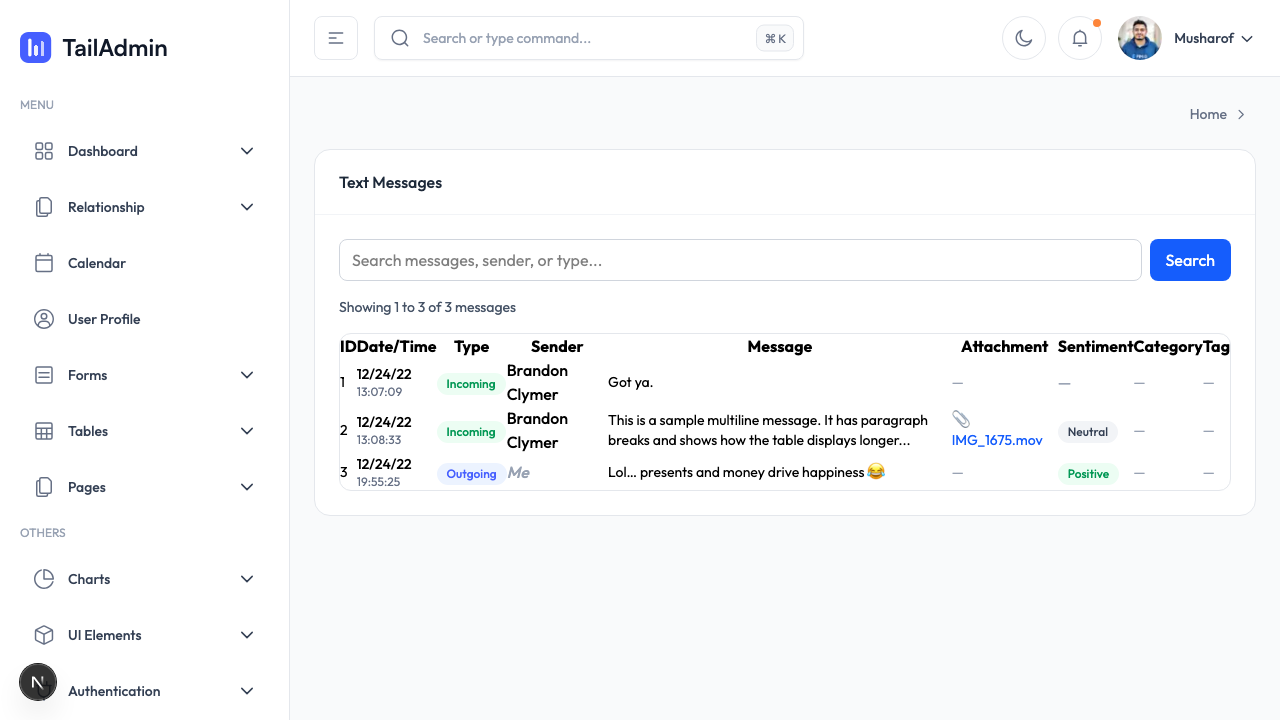 TailAdmin
Search or type command...
⌘ K
Musharof
MENU
Dashboard
Relationship
Calendar
User Profile
Forms
Tables
Pages
OTHERS
Charts
UI Elements
Authentication
N
Home
Text Messages
Search messages, sender, or type...
Search
Showing 1 to 3 of 3 messages
ID Date/Time Type Sender Message Attachment Sentiment Category Tag
1 12/24/22 13:07:09 Incoming Brandon Clymer Got ya. — — — —
2 12/24/22 13:08:33 Incoming Brandon Clymer This is a sample multiline message. It has paragraph
breaks and shows how the table displays longer... 📎 IMG_1675.mov Neutral — —
3 12/24/22 19:55:25 Outgoing Me Lol... presents and money drive happiness 😂 — Positive — —